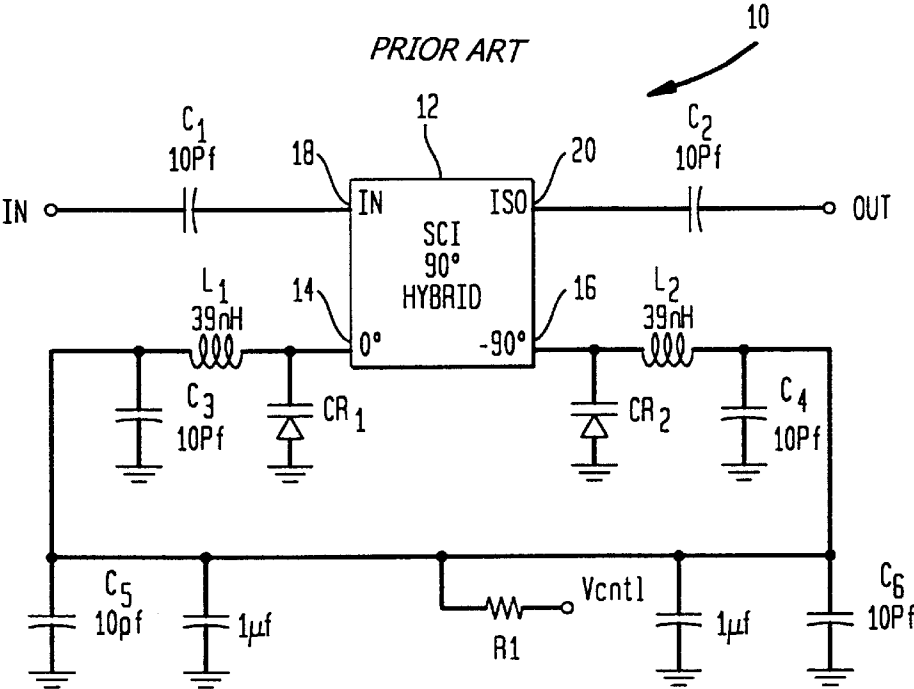 PRIOR ART
10
12
C1
10Pf
18
20
C2
10Pf
IN
IN
ISO
OUT
SCI
90°
HYBRID
L1
39nH
14
16
L2
39nH
0°
-90°
C3
10Pf
CR1
CR2
C4
10Pf
C5
10pf
1μf
Vcntl
R1
1μf
C6
10Pf